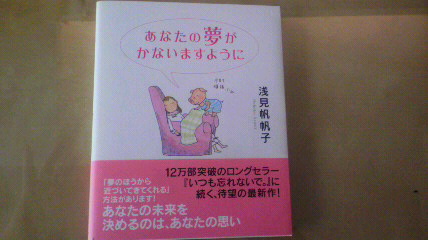 あなたの夢が
かないますように
浅見帆帆子
12万部突破のロングセラー
『いつも忘れないで。』に
続く、待望の最新作!
「夢のほうから
近づいてきてくれる」
方法があります!
あなたの未来を
決めるのは、あなたの思い